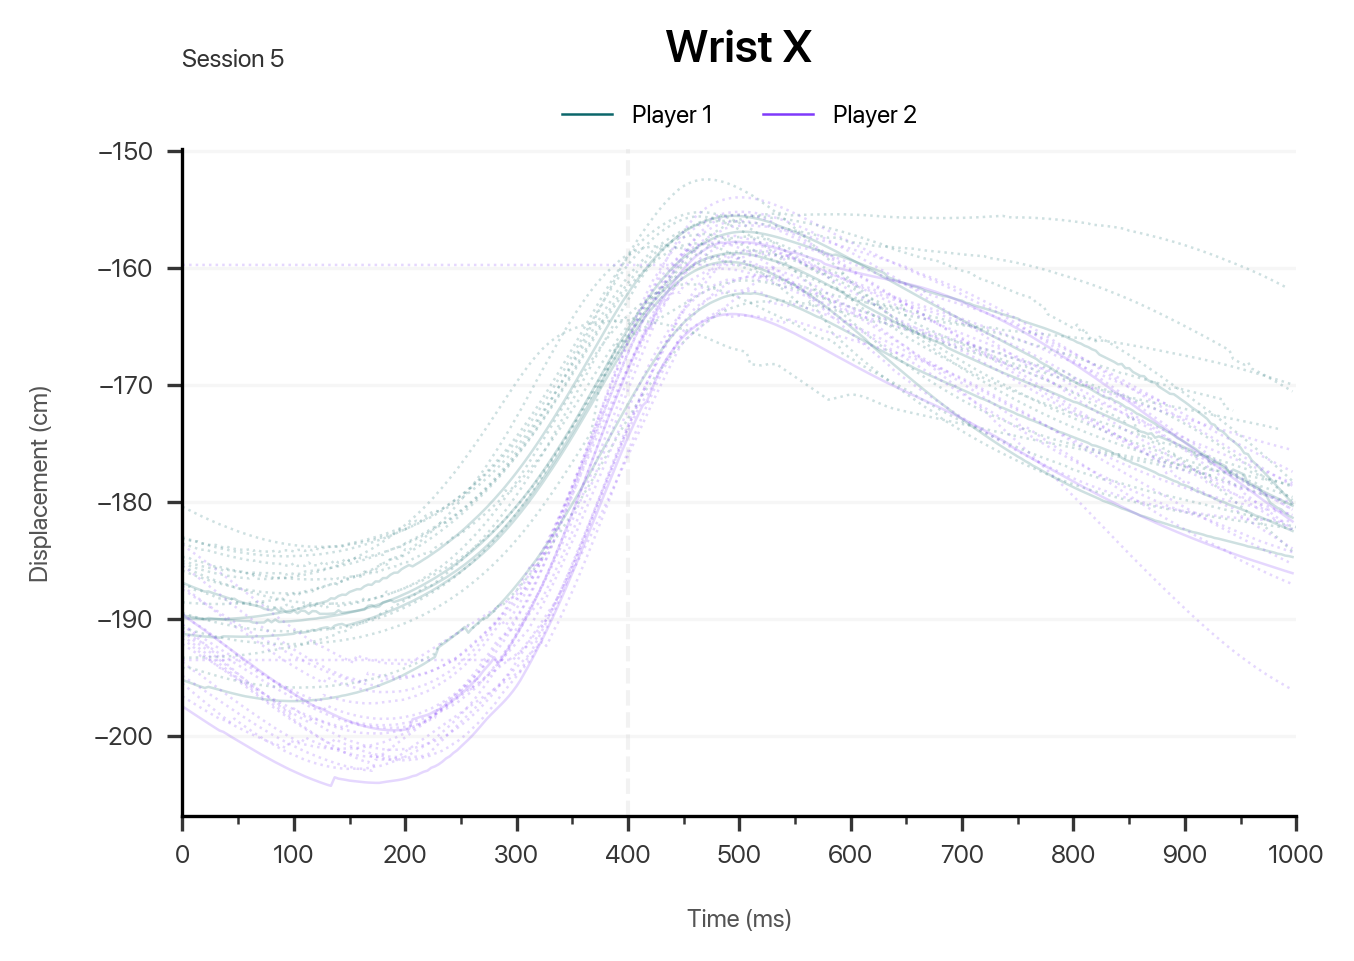 Session 5
Wrist X
Player 1
Player 2
–150
–160
–170
–180
–190
–200
Displacement (cm)
0 100 200 300 400 500 600 700 800 900 1000
Time (ms)